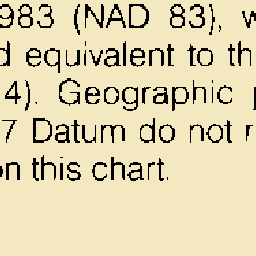 983 (NAD 83), w
d equivalent to th
4). Geographic p
7 Datum do not r
on this chart.